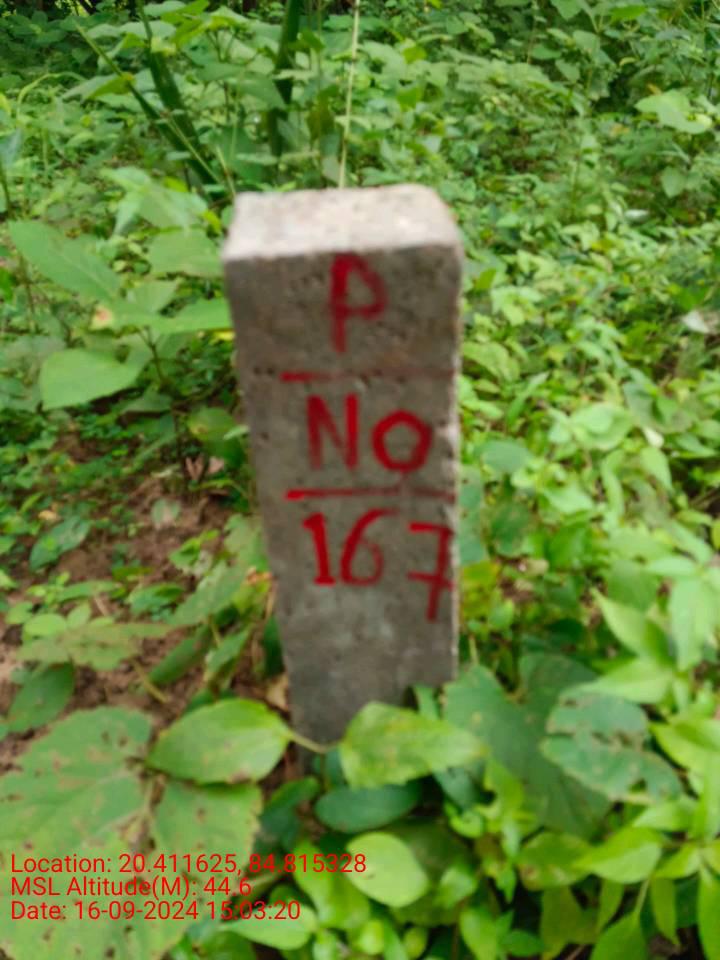 P
No
167
Location: 20.411625, 84.815328
MSL Altitude(M): 44.6
Date: 16-09-2024 15:03:20